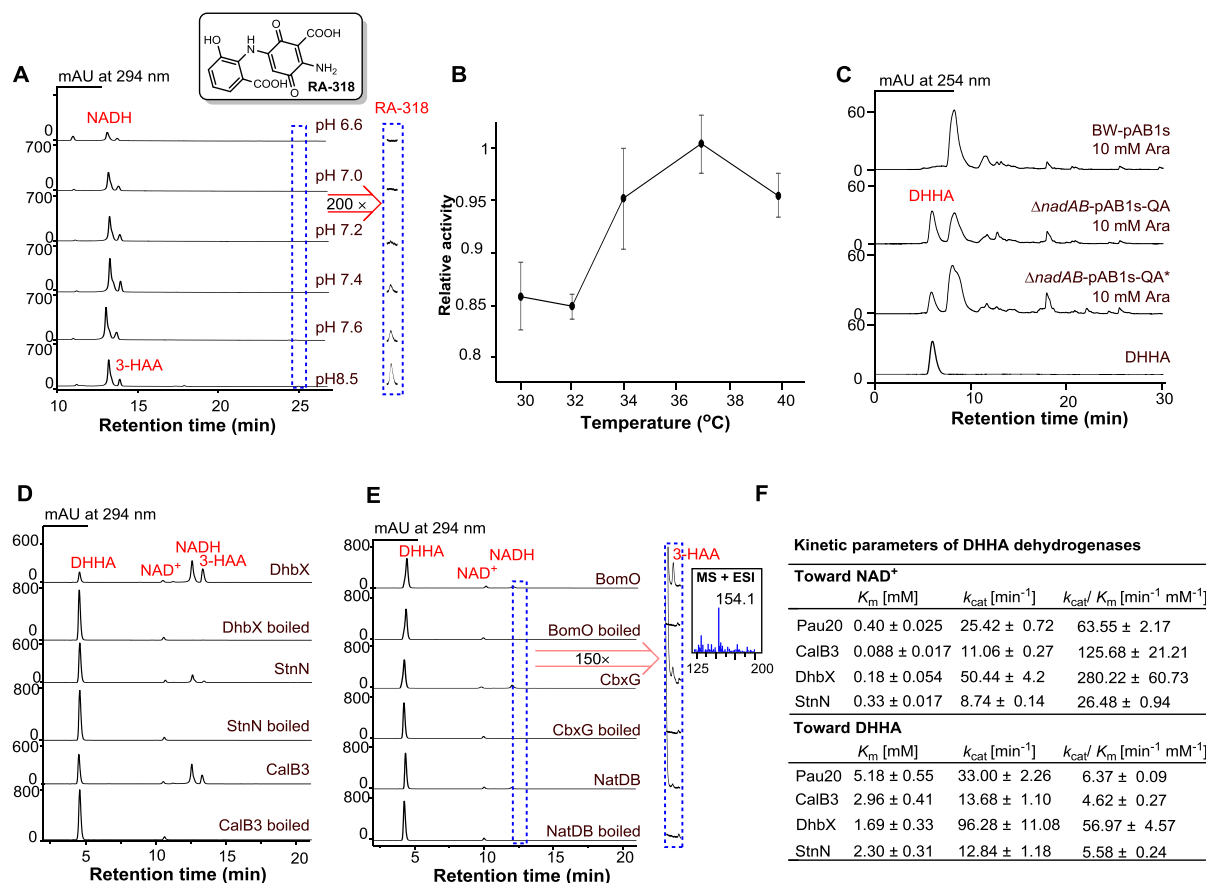 A
mAU at 294 nm
HO
H
N
O
COOH
COOH
NH2
O
RA-318
NADH
RA-318
0
pH 6.6
700
0
pH 7.0
700
200 ×
0
pH 7.2
700
0
pH 7.4
700
0
pH 7.6
700
3-HAA
0
pH8.5
10 15 20 25
Retention time (min)
B
Relative activity
1
0.95
0.9
0.85
0.8
30 32 34 36 38 40
Temperature (oC)
C
mAU at 254 nm
60
BW-pAB1s
10 mM Ara
0
60
DHHA
ΔnadAB-pAB1s-QA
10 mM Ara
0
60
ΔnadAB-pAB1s-QA*
10 mM Ara
0
60
DHHA
0
0 10 20 30
Retention time (min)
D
mAU at 294 nm
600
DHHA
NAD+
NADH
3-HAA
DhbX
0
800
DhbX boiled
0
600
StnN
0
800
StnN boiled
0
600
CalB3
0
800
CalB3 boiled
0
5 10 15 20
Retention time (min)
E
mAU at 294 nm
800
DHHA
NAD+
NADH
3-HAA
BomO
0
800
BomO boiled
0
800
150×
CbxG
0
800
CbxG boiled
0
800
NatDB
0
800
NatDB boiled
0
5 10 15 20
Retention time (min)
MS + ESI
154.1
125 200
F
Kinetic parameters of DHHA dehydrogenases
Toward NAD+
Km [mM] kcat [min-1] kcat/ Km [min-1 mM-1]
Pau20 0.40 ± 0.025 25.42 ± 0.72 63.55 ± 2.17
CalB3 0.088 ± 0.017 11.06 ± 0.27 125.68 ± 21.21
DhbX 0.18 ± 0.054 50.44 ± 4.2 280.22 ± 60.73
StnN 0.33 ± 0.017 8.74 ± 0.14 26.48 ± 0.94
Toward DHHA
Km [mM] kcat [min-1] kcat/ Km [min-1 mM-1]
Pau20 5.18 ± 0.55 33.00 ± 2.26 6.37 ± 0.09
CalB3 2.96 ± 0.41 13.68 ± 1.10 4.62 ± 0.27
DhbX 1.69 ± 0.33 96.28 ± 11.08 56.97 ± 4.57
StnN 2.30 ± 0.31 12.84 ± 1.18 5.58 ± 0.24